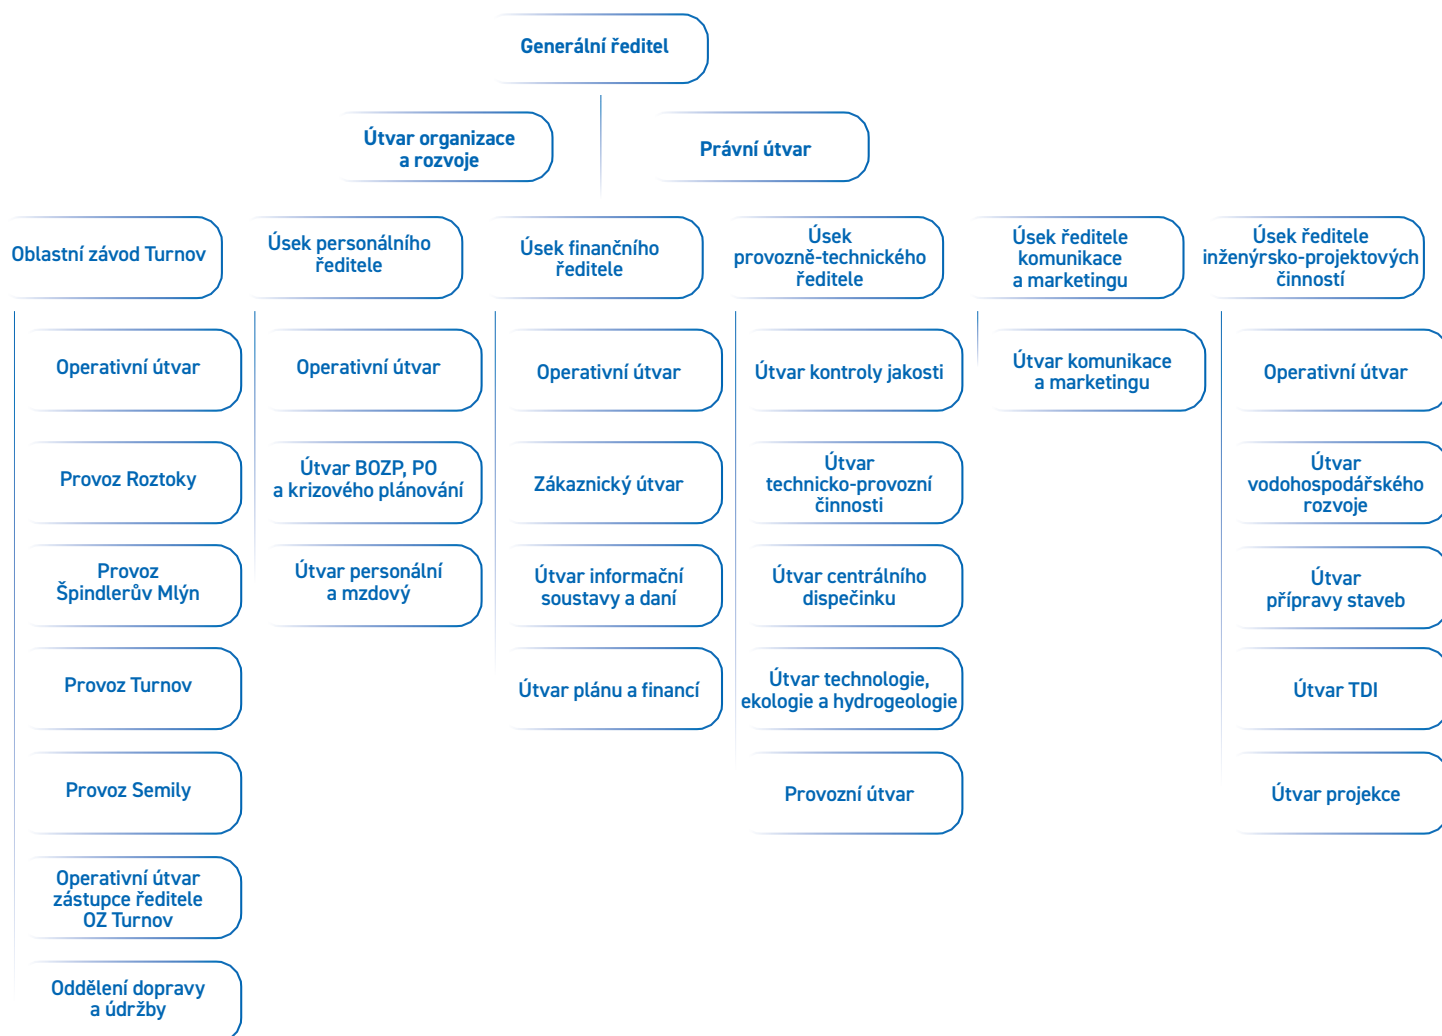 Generální ředitel
Útvar organizace
a rozvoje
Právní útvar
Oblastní závod Turnov
Operativní útvar
Provoz Roztoky
Provoz
Špindlerův Mlýn
Provoz Turnov
Provoz Semily
Operativní útvar
zástupce ředitele
OZ Turnov
Oddělení dopravy
a údržby
Úsek personálního
ředitele
Operativní útvar
Útvar BOZP, PO
a krizového plánování
Útvar personální
a mzdový
Úsek finančního
ředitele
Operativní útvar
Zákaznický útvar
Útvar informační
soustavy a daní
Útvar plánu a financí
Úsek
provozně-technického
ředitele
Útvar kontroly jakosti
Útvar
technicko-provozní
činnosti
Útvar centrálního
dispečinku
Útvar technologie,
ekologie a hydrogeologie
Provozní útvar
Úsek ředitele
komunikace
a marketingu
Útvar komunikace
a marketingu
Úsek ředitele
inženýrsko-projektových
činností
Operativní útvar
Útvar
vodohospodářského
rozvoje
Útvar
přípravy staveb
Útvar TDI
Útvar projekce